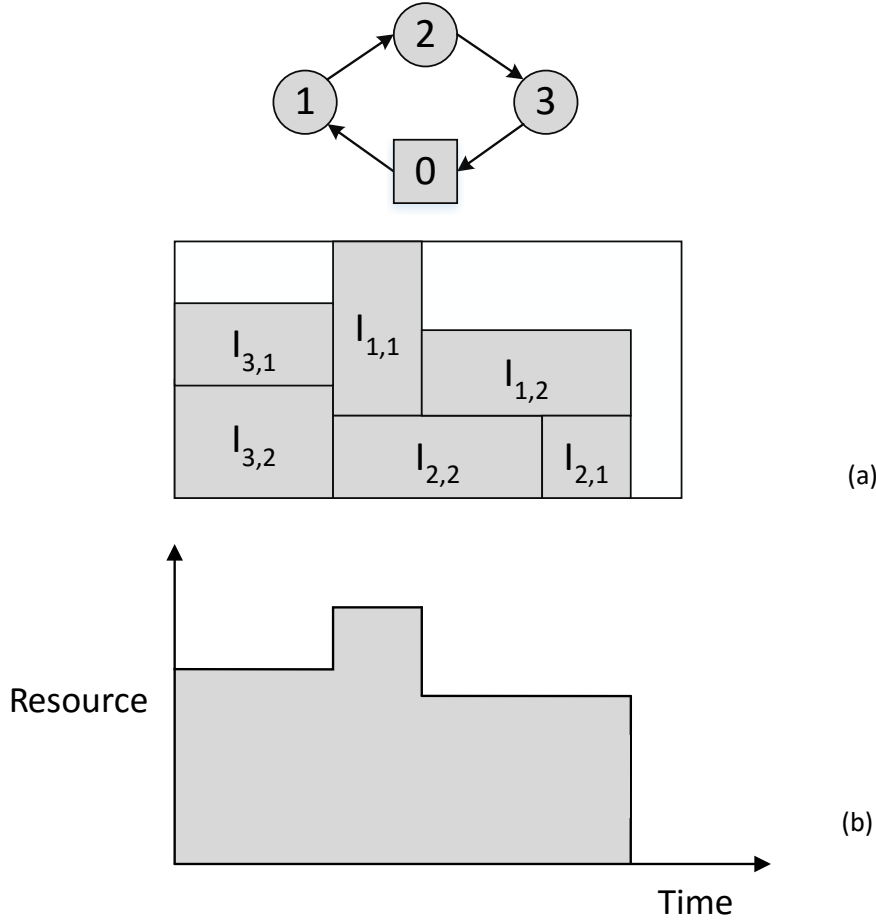 2
1
3
0
I3,1
I1,1
I1,2
I3,2
I2,2
I2,1
(a)
Resource
(b)
Time